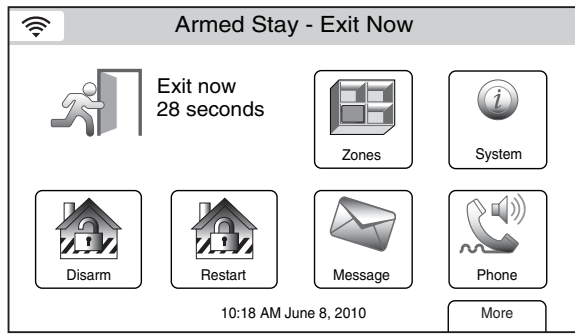 Armed Stay - Exit Now
Exit now
28 seconds
Zones
System
Disarm
Restart
Message
Phone
10:18 AM June 8, 2010
More